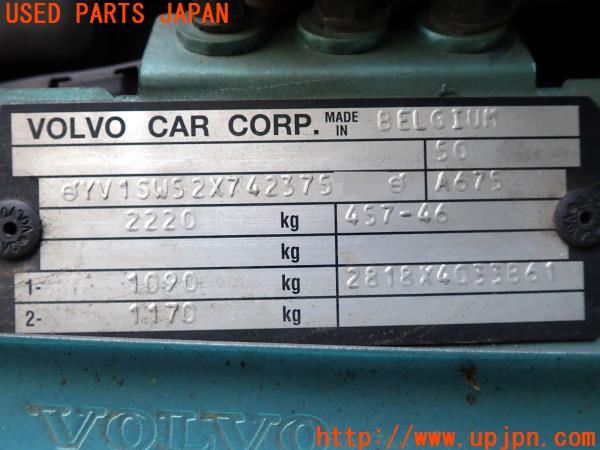 USED PARTS JAPAN
VOLVO CAR CORP. MADE IN BELGIUM
50
YV1SW52X742375 A675
2220 kg 457-46
kg
1- 1090 kg 2818X4033861
2- 1170 kg
VOLVO
http://www.upjpn.com